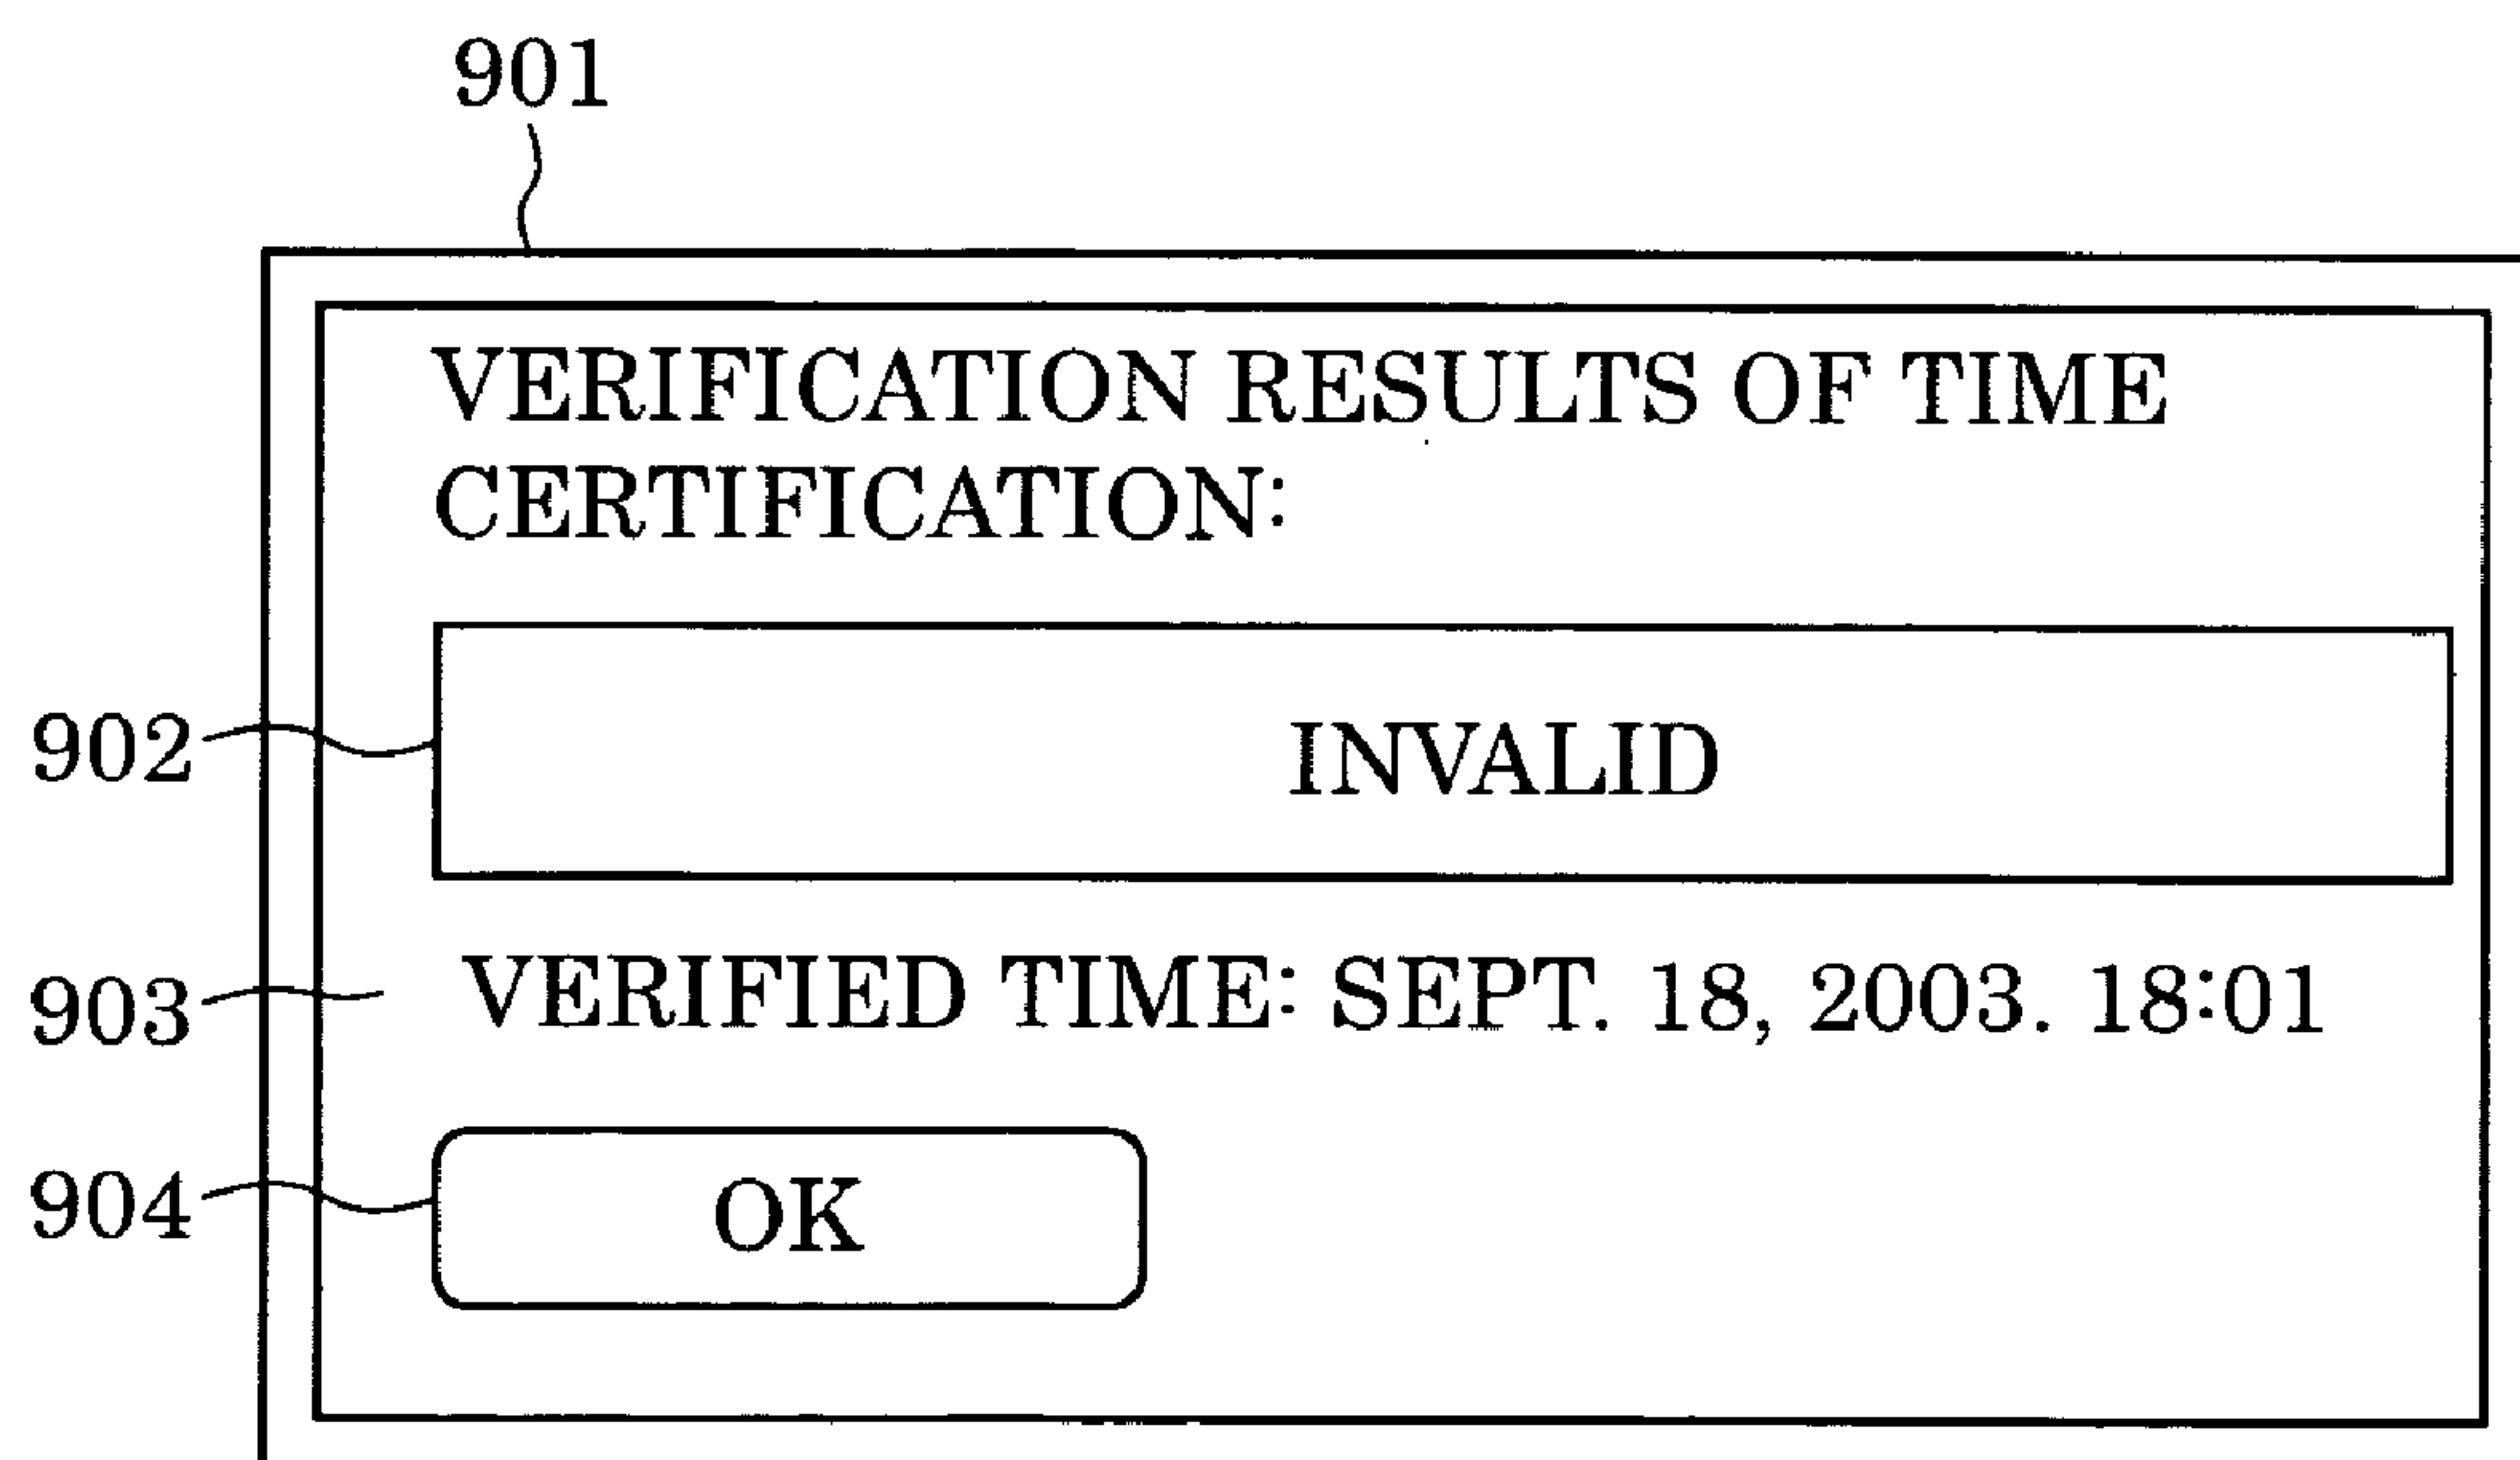 901
VERIFICATION RESULTS OF TIME
CERTIFICATION:
902
INVALID
903
VERIFIED TIME: SEPT. 18, 2003. 18:01
904
OK